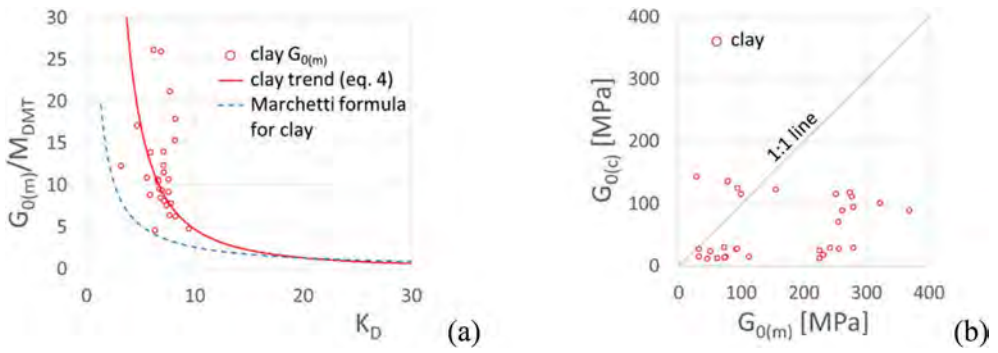 30
25
20
15
10
5
0
G0(m)/MDMT
clay G0(m)
clay trend (eq. 4)
Marchetti formula
for clay
0
10
20
30
KD
(a)
400
300
200
100
0
G0(c) [MPa]
clay
1:1 line
0
100
200
300
400
G0(m) [MPa]
(b)